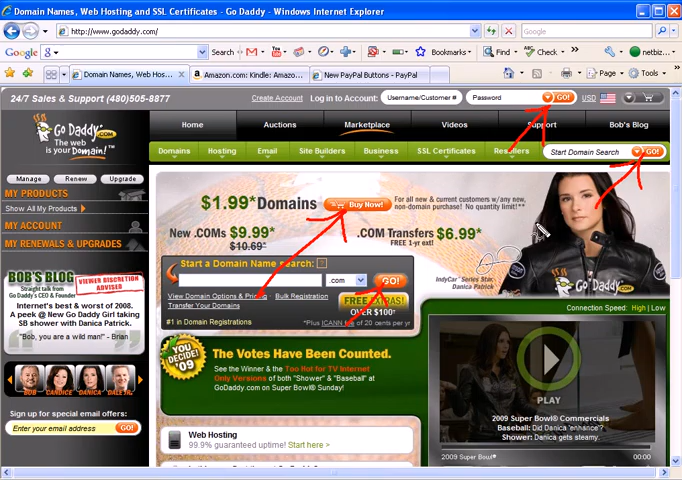 Domain Names, Web Hosting and SSL Certificates - Go Daddy - Windows Internet Explorer
http://www.godaddy.com/
Google
Google
Search
Bookmarks
Find
Check
netbiz...
Domain Names, Web Hos...
Amazon.com: Kindle: Amazo...
New PayPal Buttons - PayPal
Page
Tools
24/7 Sales & Support (480)505-8877
Create Account
Log in to Account:
Username/Customer #
Password
GO!
USD
Go Daddy.com
The web
is your Domain!™
Home
Auctions
Marketplace
Videos
Support
Bob's Blog
Domains
Hosting
Email
Site Builders
Business
SSL Certificates
Resellers
Start Domain Search
GO!
Manage
Renew
Upgrade
MY PRODUCTS
Show All My Products
MY ACCOUNT
MY RENEWALS & UPGRADES
BOB'S BLOG
Straight talk from
Go Daddy's CEO & Founder
VIEWER DISCRETION
ADVISED
Internet's best & worst of 2008.
A peek @ New GoDaddy Girl taking
SB shower with Danica Patrick.
"Bob, you are a wild man!" - Brian
BOB
CANDICE
DANICA
DALE JR.
Sign up for special email offers:
Enter your email address
GO!
$1.99* Domains
Buy Now!
For all new & current customers w/any new,
non-domain purchase! No quantity limit!**
New .COMs $9.99*
$10.69*
.COM Transfers $6.99*
FREE 1-yr ext!
Start a Domain Name search:
?
.com
GO!
View Domain Options & Pricing
Bulk Registration
Transfer Your Domains
FREE EXTRAS!
OVER $100†
#1 in Domain Registrations
*Plus ICANN fee of 20 cents per yr
IndyCar Series Star
Danica Patrick
YOU
DECIDE!
'09
The Votes Have Been Counted.
See the Winner & the Too Hot for TV Internet
Only Versions of both "Shower" & "Baseball" at
GoDaddy.com on Super Bowl® Sunday!
Web Hosting
99.9% guaranteed uptime! Start here >
Connection Speed: High | Low
PLAY
2009 Super Bowl® Commercials
Baseball: Did Danica 'enhance'?
Shower: Danica gets steamy.
2009 Super Bowl®
00:00